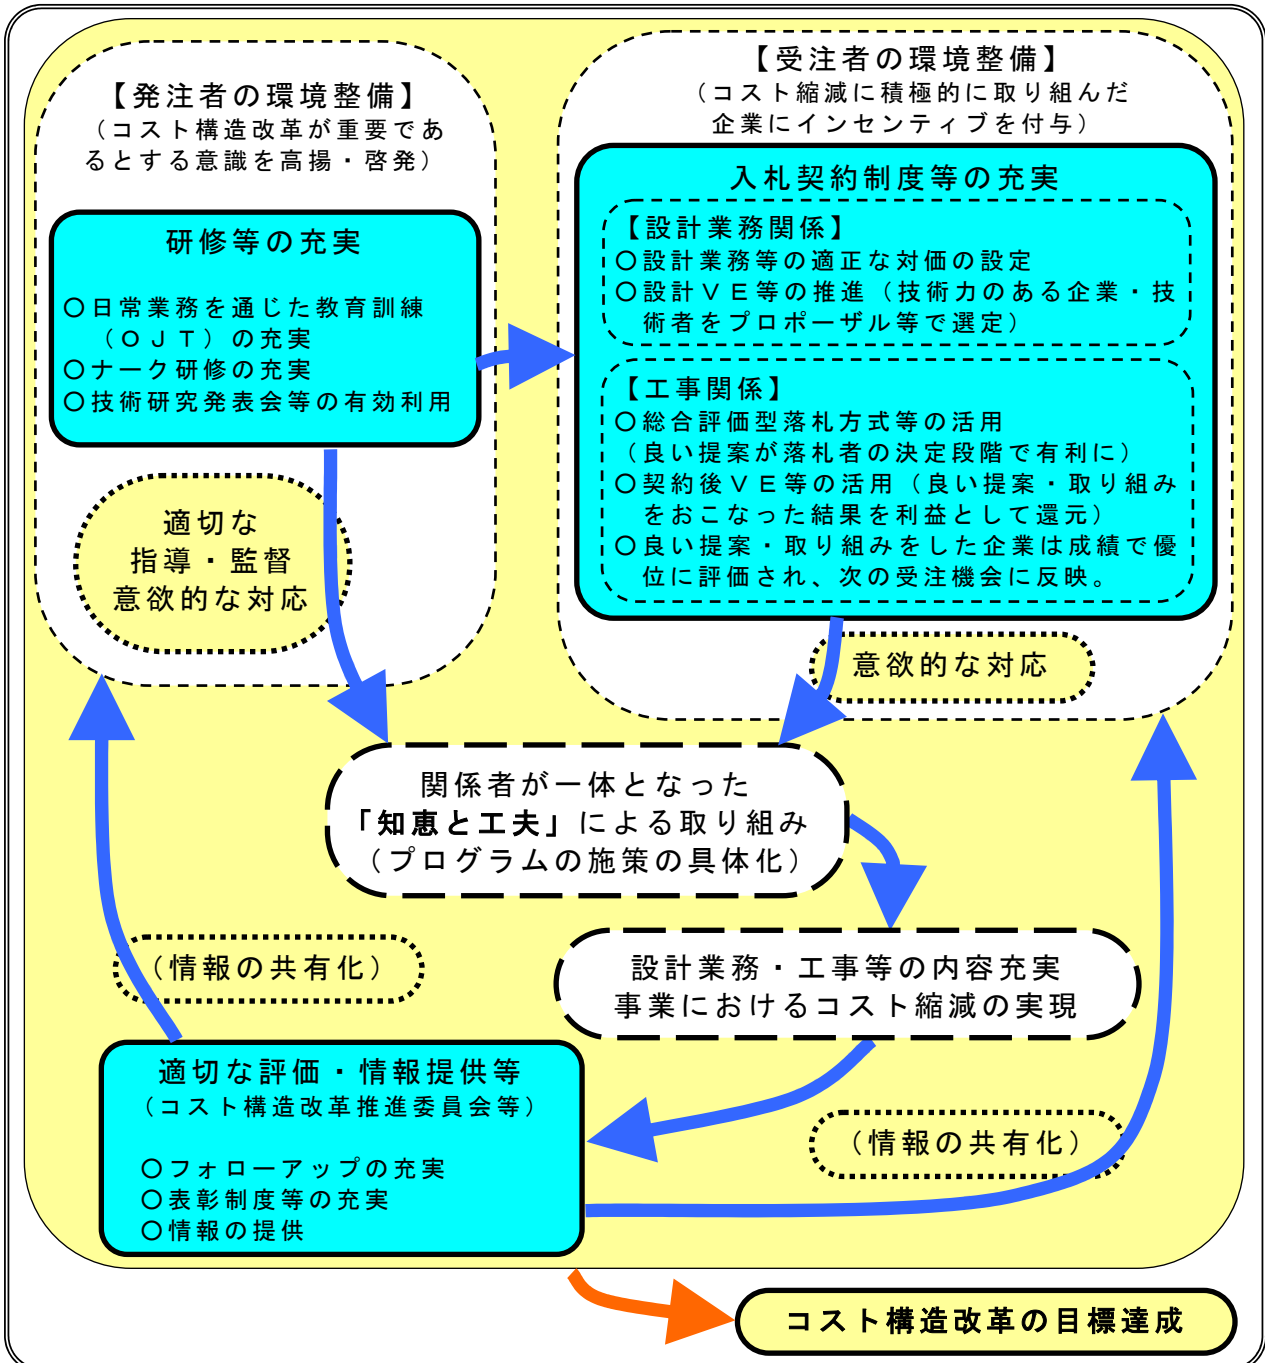 【発注者の環境整備】
（コスト構造改革が重要であ
るとする意識を高揚・啓発）
研修等の充実
〇日常業務を通じた教育訓練
（ＯＪＴ）の充実
〇ナーク研修の充実
〇技術研究発表会等の有効利用
適切な
指導・監督
意欲的な対応
【受注者の環境整備】
（コスト縮減に積極的に取り組んだ
企業にインセンティブを付与）
入札契約制度等の充実
【設計業務関係】
〇設計業務等の適正な対価の設定
〇設計ＶＥ等の推進（技術力のある企業・技
術者をプロポーザル等で選定）
【工事関係】
〇総合評価型落札方式等の活用
（良い提案が落札者の決定段階で有利に）
〇契約後ＶＥ等の活用（良い提案・取り組み
をおこなった結果を利益として還元）
〇良い提案・取り組みをした企業は成績で優
位に評価され、次の受注機会に反映。
意欲的な対応
関係者が一体となった
「知恵と工夫」による取り組み
（プログラムの施策の具体化）
（情報の共有化）
設計業務・工事等の内容充実
事業におけるコスト縮減の実現
適切な評価・情報提供等
（コスト構造改革推進委員会等）
〇フォローアップの充実
〇表彰制度等の充実
〇情報の提供
（情報の共有化）
コスト構造改革の目標達成